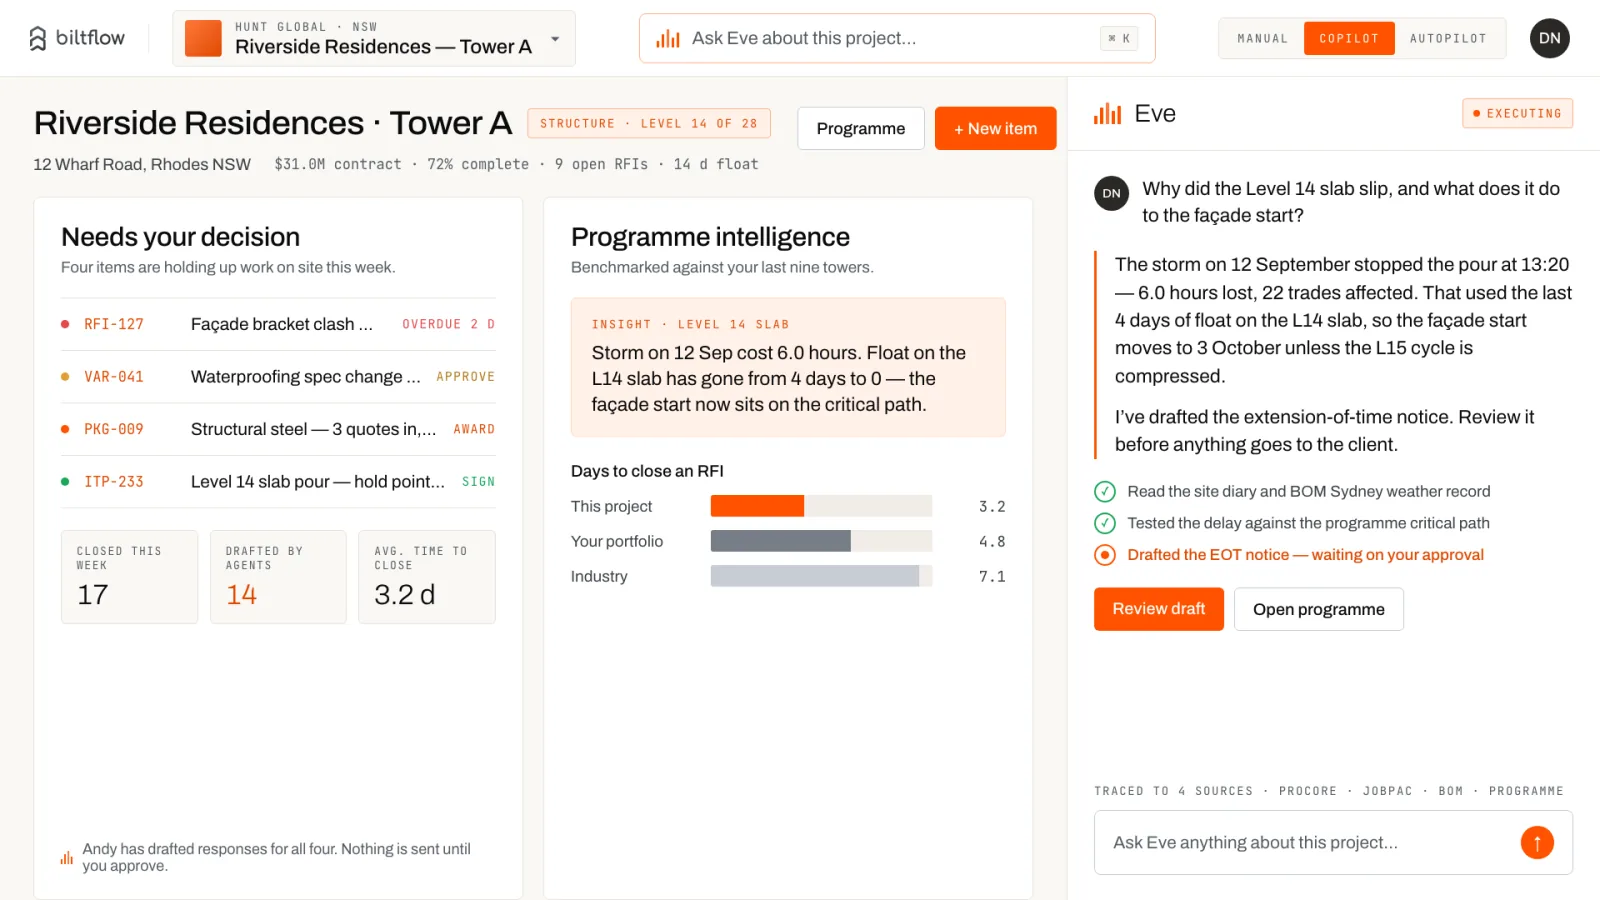 biltflow
HUNT GLOBAL · NSW
Riverside Residences — Tower A
Ask Eve about this project...
⌘ K
MANUAL
COPILOT
AUTOPILOT
DN
Riverside Residences · Tower A
STRUCTURE · LEVEL 14 OF 28
Programme
+ New item
12 Wharf Road, Rhodes NSW
$31.0M contract · 72% complete · 9 open RFIs · 14 d float
Needs your decision
Four items are holding up work on site this week.
RFI-127 Façade bracket clash ... OVERDUE 2 D
VAR-041 Waterproofing spec change ... APPROVE
PKG-009 Structural steel — 3 quotes in,... AWARD
ITP-233 Level 14 slab pour — hold point... SIGN
CLOSED THIS
WEEK
17
DRAFTED BY
AGENTS
14
AVG. TIME TO
CLOSE
3.2 d
Andy has drafted responses for all four. Nothing is sent until
you approve.
Programme intelligence
Benchmarked against your last nine towers.
INSIGHT · LEVEL 14 SLAB
Storm on 12 Sep cost 6.0 hours. Float on the
L14 slab has gone from 4 days to 0 — the
façade start now sits on the critical path.
Days to close an RFI
This project 3.2
Your portfolio 4.8
Industry 7.1
Eve
EXECUTING
DN
Why did the Level 14 slab slip, and what does it do
to the façade start?
The storm on 12 September stopped the pour at 13:20
— 6.0 hours lost, 22 trades affected. That used the last
4 days of float on the L14 slab, so the façade start
moves to 3 October unless the L15 cycle is
compressed.
I've drafted the extension-of-time notice. Review it
before anything goes to the client.
Read the site diary and BOM Sydney weather record
Tested the delay against the programme critical path
Drafted the EOT notice — waiting on your approval
Review draft
Open programme
TRACED TO 4 SOURCES · PROCORE · JOBPAC · BOM · PROGRAMME
Ask Eve anything about this project...